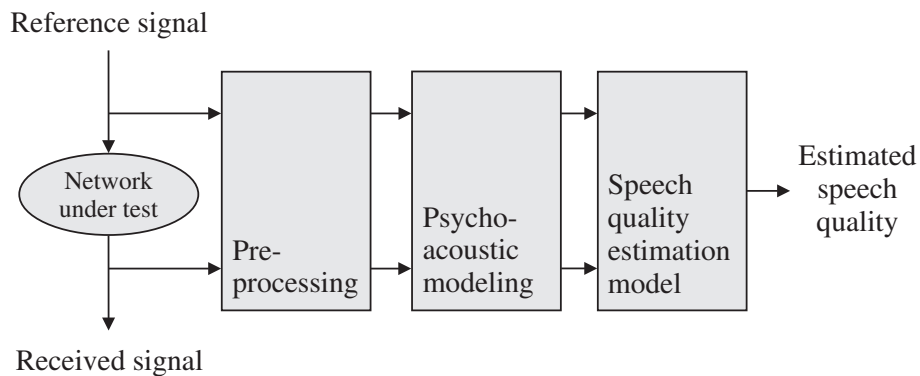 Reference signal
Network
under test
Received signal
Pre-
processing
Psycho-
acoustic
modeling
Speech
quality
estimation
model
Estimated
speech
quality